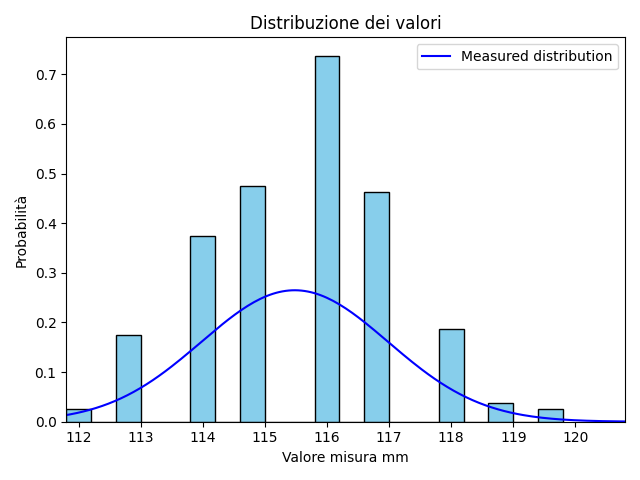 Distribuzione dei valori
Measured distribution
0.7
0.6
0.5
0.4
0.3
0.2
0.1
0.0
Probabilità
112 113 114 115 116 117 118 119 120
Valore misura mm